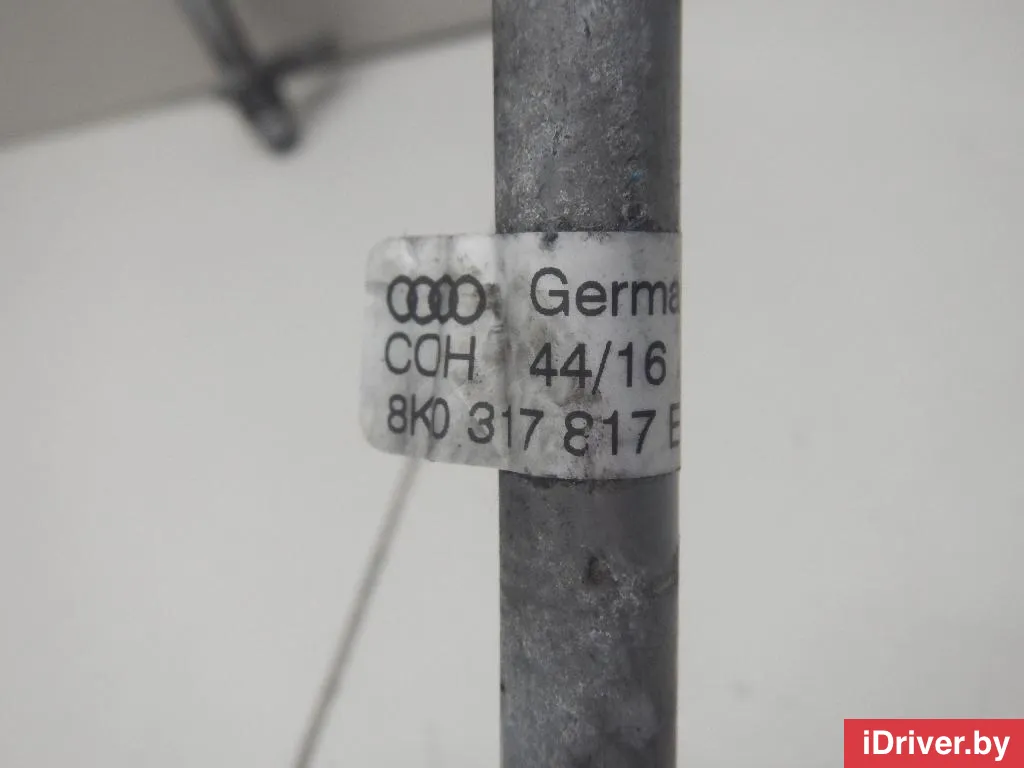 Germa
COH 44/16
8K0 317 817 E
iDriver.by